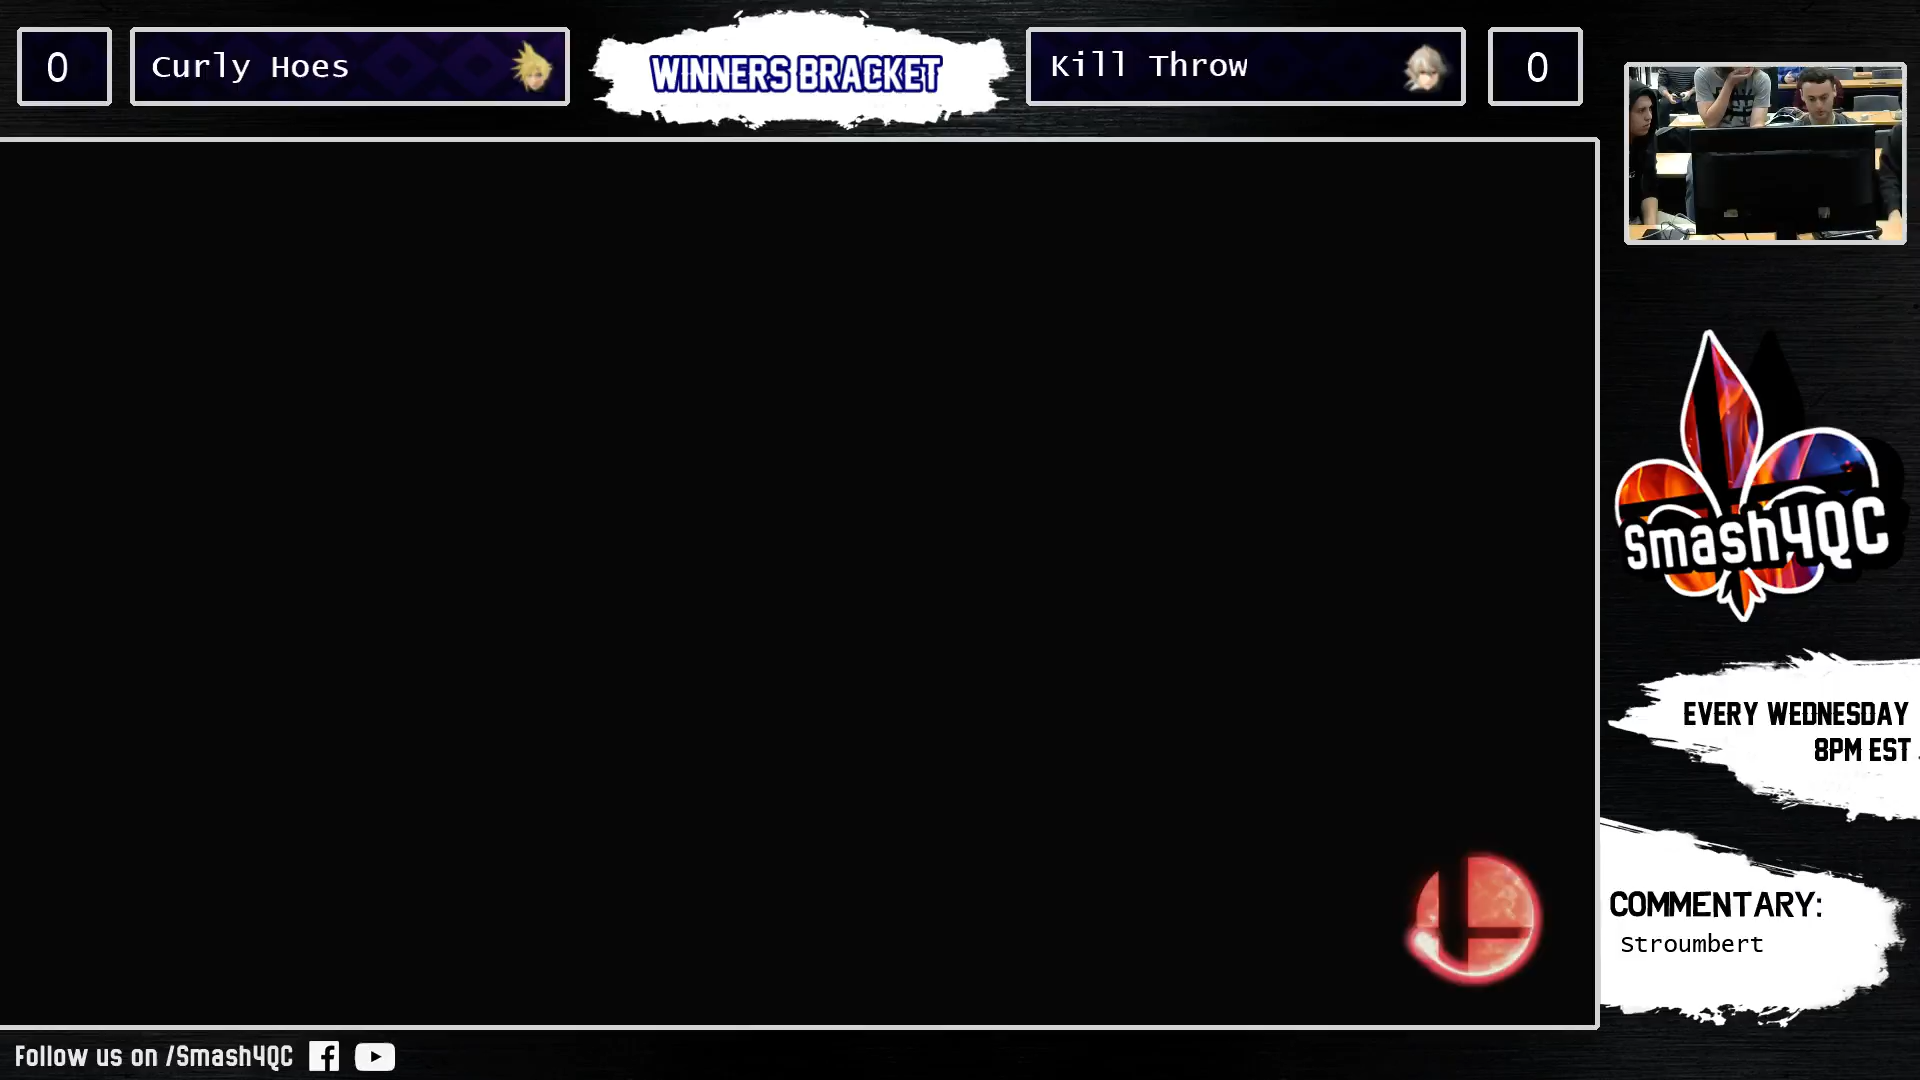 0
Curly Hoes
WINNERS BRACKET
Kill Throw
0
Smash4QC
EVERY WEDNESDAY
8PM EST
COMMENTARY:
Stroumbert
Follow us on /Smash4QC